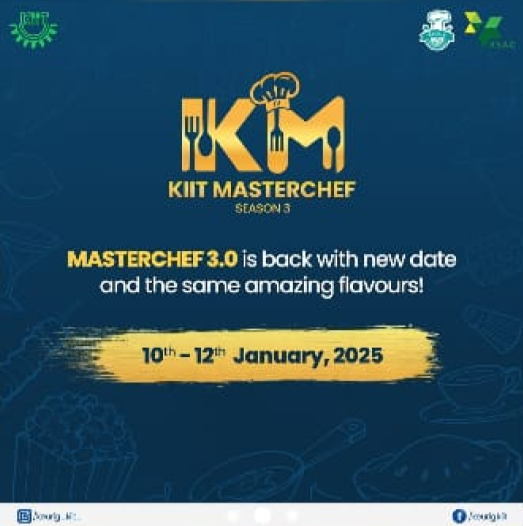 KIIT
KM
KIIT MASTERCHEF
SEASON 3
MASTERCHEF 3.0 is back with new date
and the same amazing flavours!
10th – 12th January, 2025